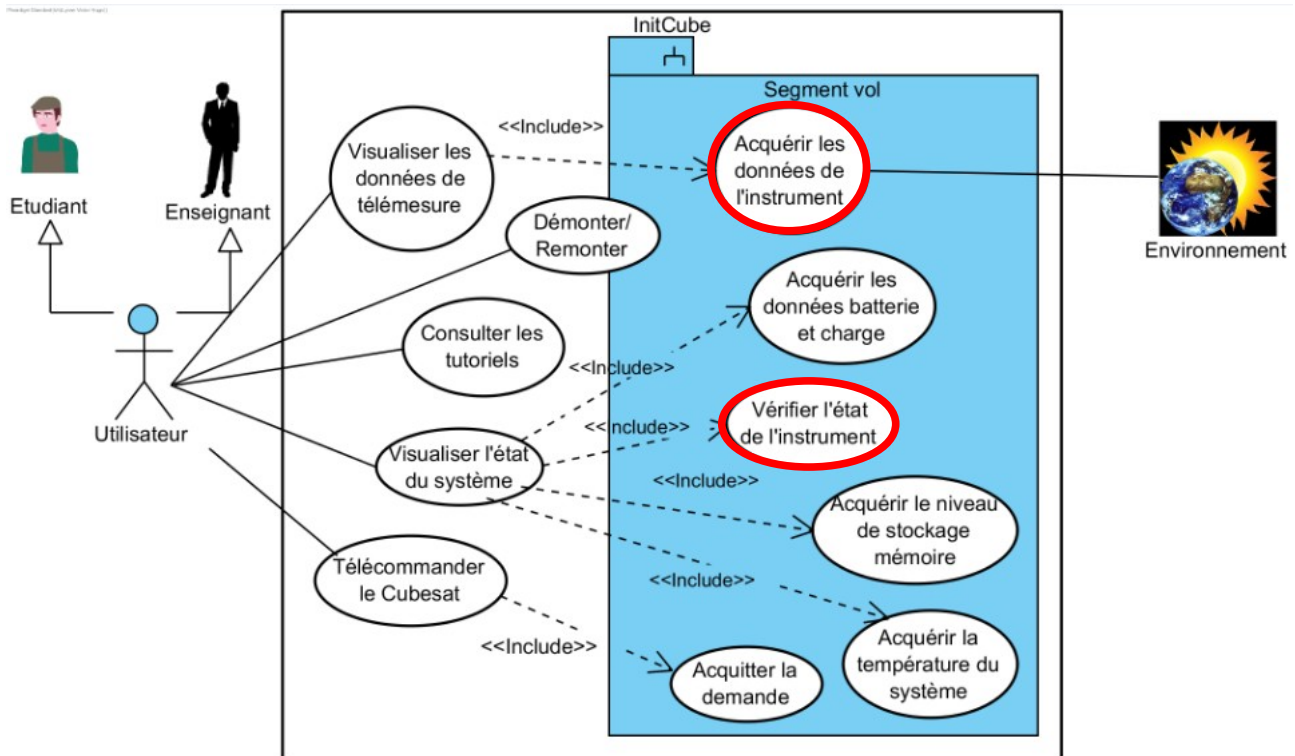 InitCube
Segment vol
<<Include>>
Visualiser les
données de
télémesure
Acquérir les
données de
l'instrument
Etudiant
Enseignant
Démonter/
Remonter
Environnement
Acquérir les
données batterie
et charge
Consulter les
tutoriels
<<Include>>
Utilisateur
Vérifier l'état
de l'instrument
<<Include>>
Visualiser l'état
du système
<<Include>>
Acquérir le niveau
de stockage
mémoire
Télécommander
le Cubesat
<<Include>>
Acquérir la
température du
système
<<Include>>
Acquitter la
demande